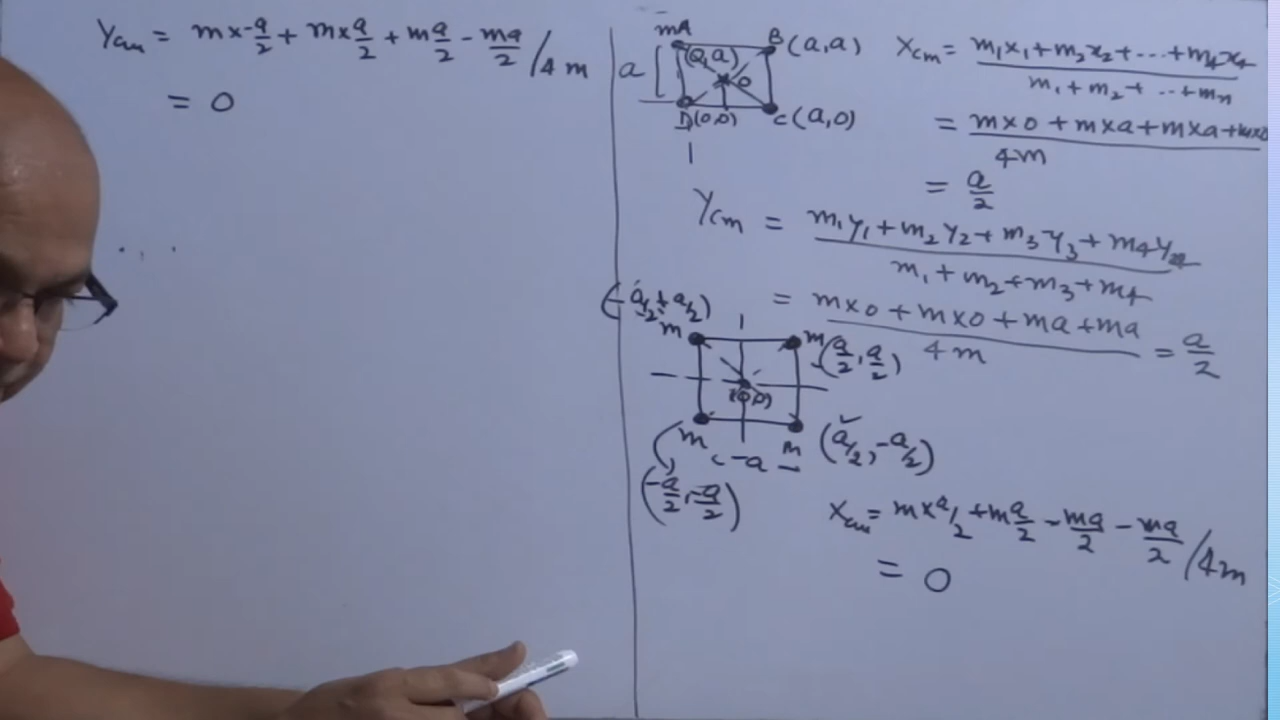 Ycm = m×-a/2 + m×a/2 + ma/2 - ma/2 / 4m
= 0
mA
B(a,a)
(0,a)
a
O
D(0,0)
C(a,0)
Xcm = m₁x₁+m₂x₂+...+m₄x₄ / m₁+m₂+...+mn
= m×0 + m×a + m×a + m×0 / 4m
= a/2
Ycm = m₁y₁+m₂y₂+m₃y₃+m₄y₄ / m₁+m₂+m₃+m₄
= m×0 + m×0 + ma + ma / 4m = a/2
(-a/2, +a/2)
m
m
(a/2, a/2)
(0,0)
m
m
(a/2, -a/2)
-a-
(-a/2, -a/2)
Xcm = m×a/2 + ma/2 - ma/2 - ma/2 / 4m
= 0